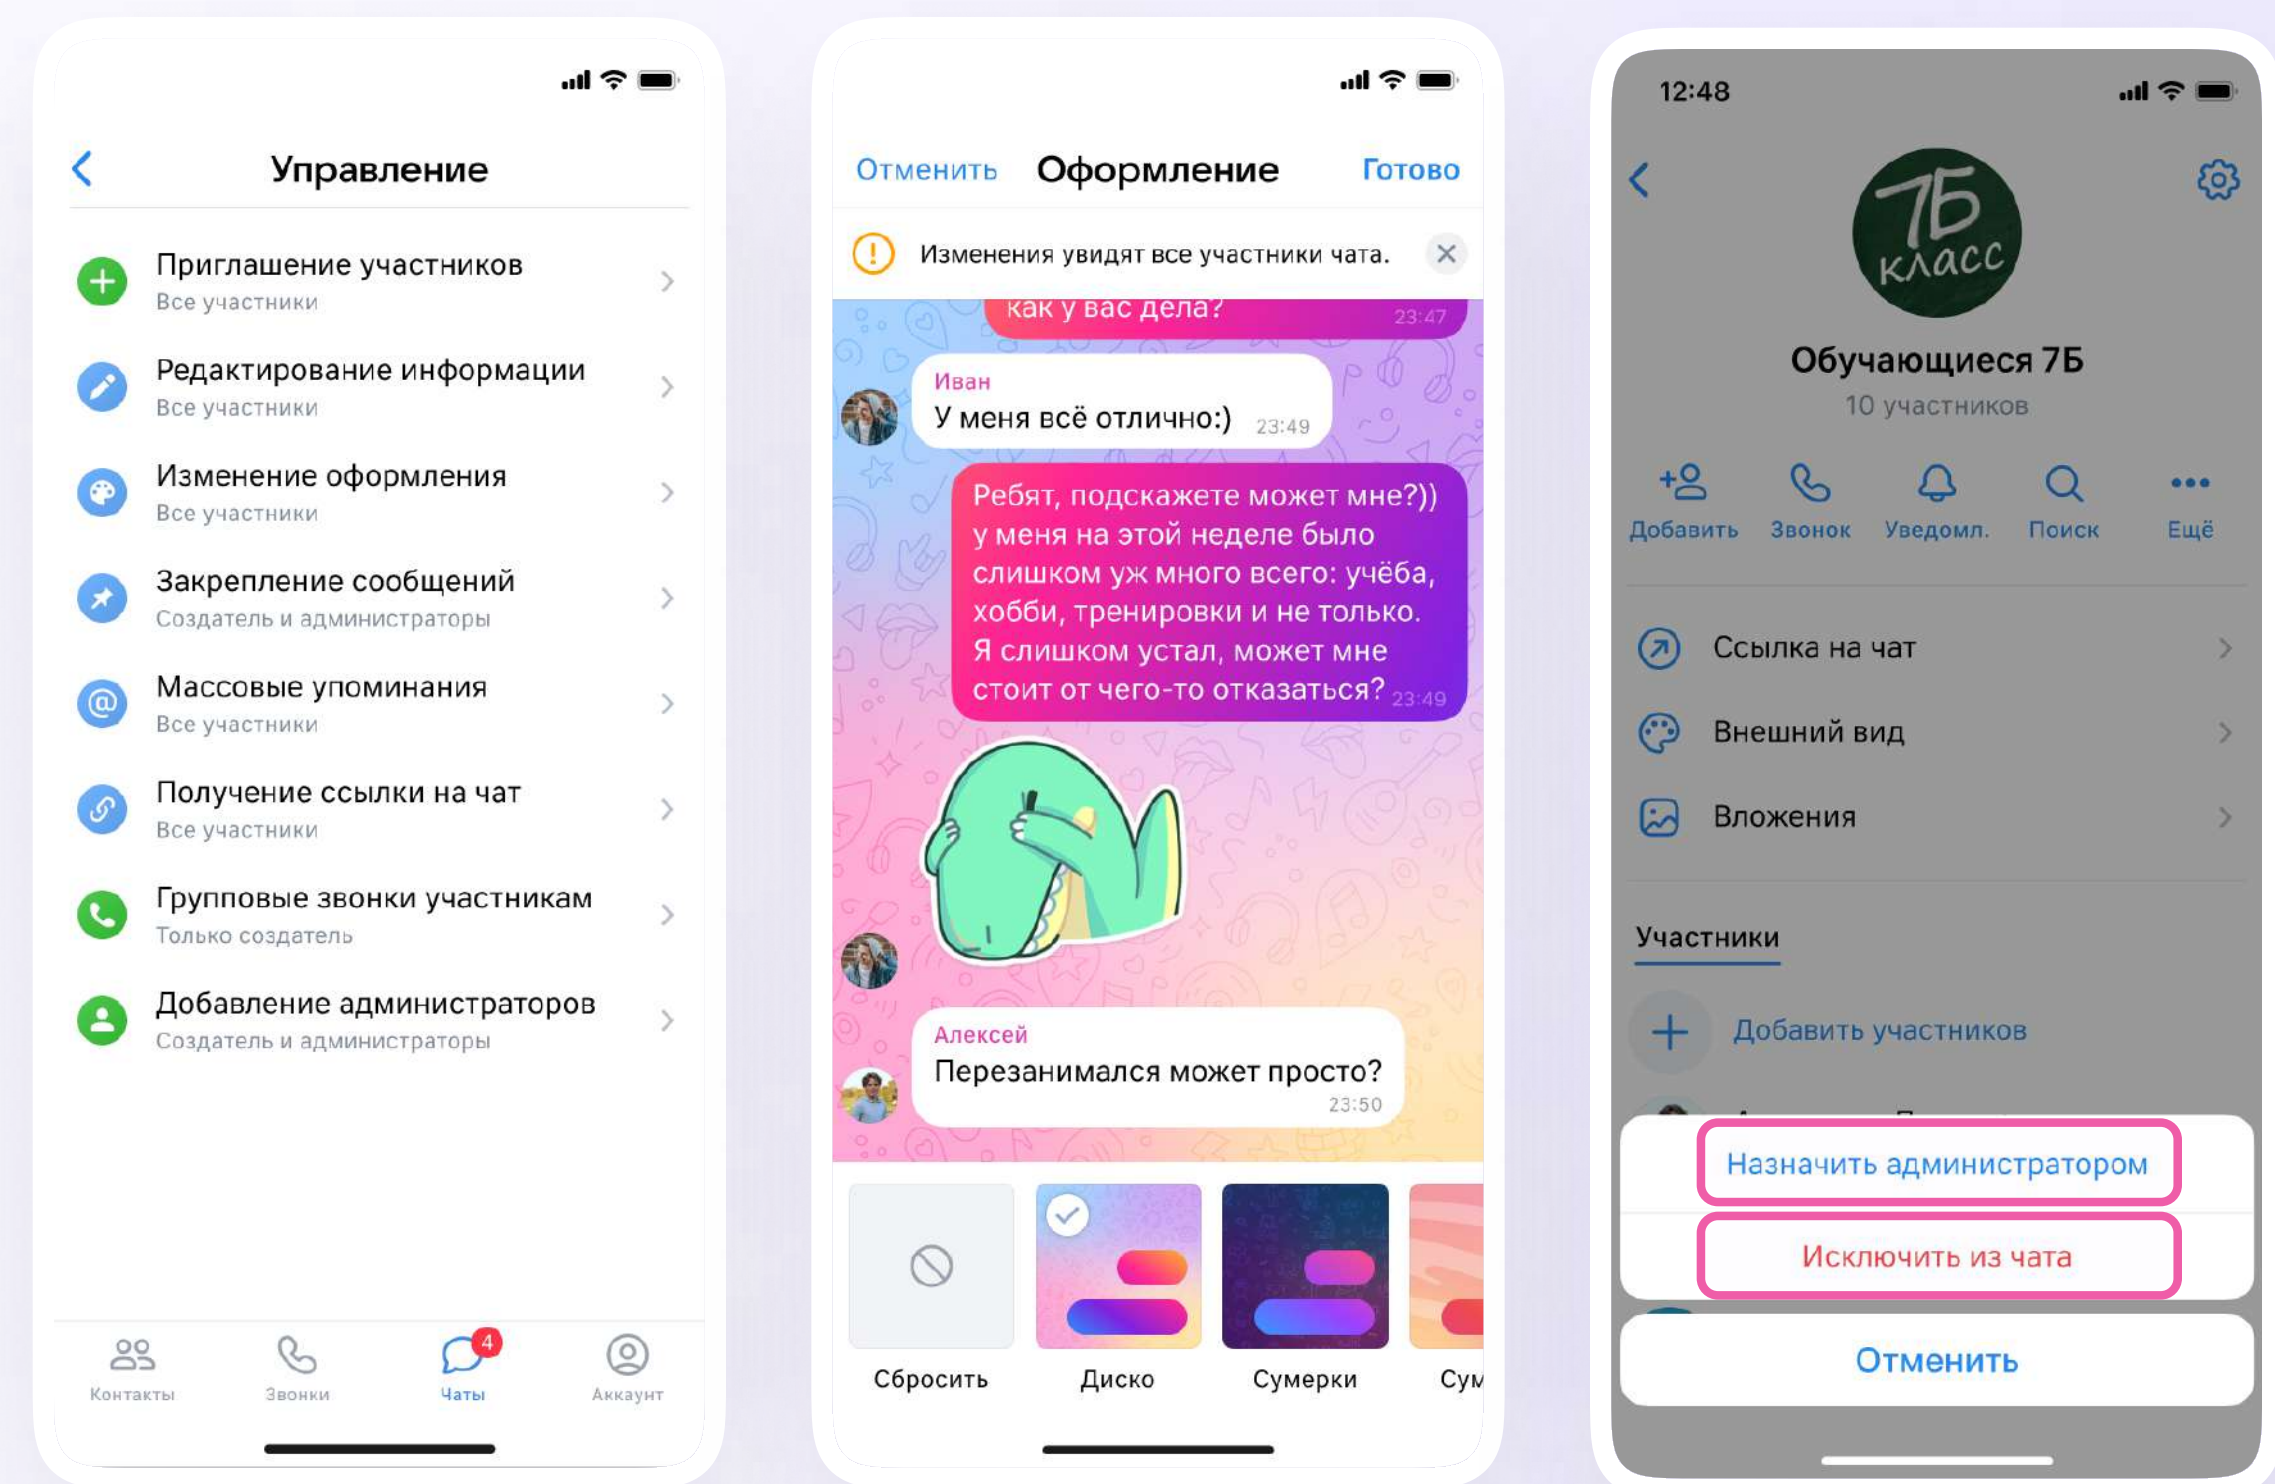 Управление
Приглашение участников
Все участники
Редактирование информации
Все участники
Изменение оформления
Все участники
Закрепление сообщений
Создатель и администраторы
Массовые упоминания
Все участники
Получение ссылки на чат
Все участники
Групповые звонки участникам
Только создатель
Добавление администраторов
Создатель и администраторы
4
Контакты
Звонки
Чаты
Аккаунт
Отменить
Оформление
Готово
Изменения увидят все участники чата.
как у вас дела?
23:47
Иван
У меня всё отлично:)
23:49
Ребят, подскажете может мне?))
у меня на этой неделе было
слишком уж много всего: учёба,
хобби, тренировки и не только.
Я слишком устал, может мне
стоит от чего-то отказаться?
23:49
Алексей
Перезанимался может просто?
23:50
Сбросить
Диско
Сумерки
Сум
12:48
7Б
класс
Обучающиеся 7Б
10 участников
Добавить
Звонок
Уведомл.
Поиск
Ещё
Ссылка на чат
Внешний вид
Вложения
Участники
Добавить участников
Назначить администратором
Исключить из чата
Отменить